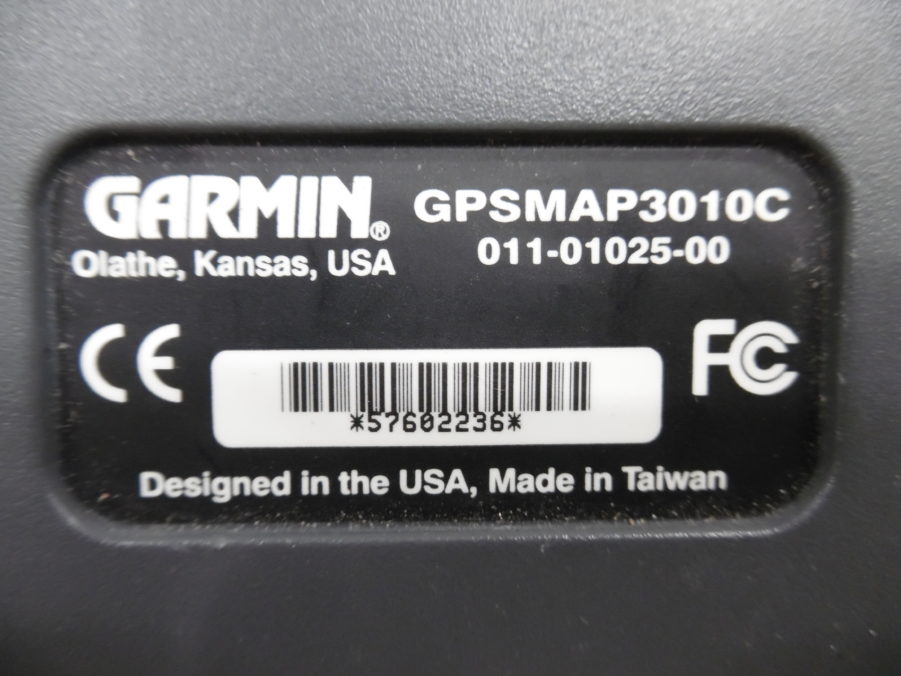 GARMIN®
Olathe, Kansas, USA
GPSMAP3010C
011-01025-00
CE
FC
*57602236*
Designed in the USA, Made in Taiwan